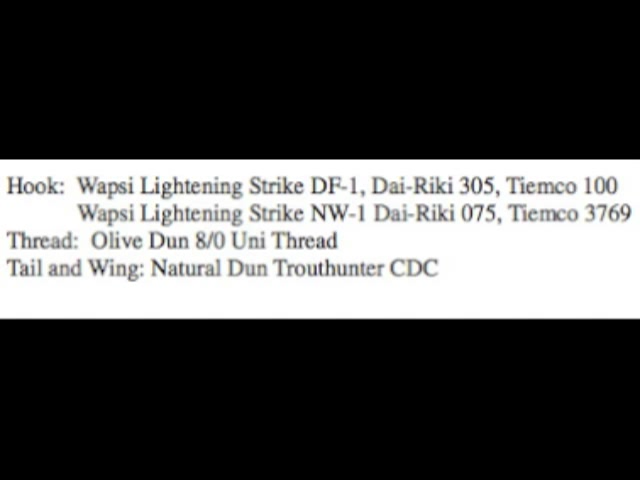 Hook: Wapsi Lightening Strike DF-1, Dai-Riki 305, Tiemco 100
Wapsi Lightening Strike NW-1 Dai-Riki 075, Tiemco 3769
Thread: Olive Dun 8/0 Uni Thread
Tail and Wing: Natural Dun Trouthunter CDC